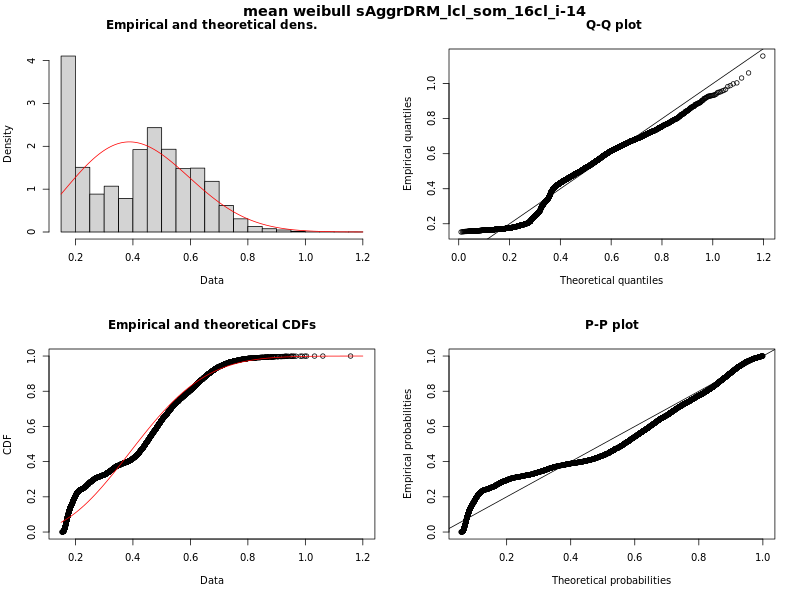 mean weibull sAggrDRM_lcl_som_16cl_i-14
Empirical and theoretical dens.
Density
0 1 2 3 4
0.2 0.4 0.6 0.8 1.0 1.2
Data
Q-Q plot
Empirical quantiles
0.2 0.4 0.6 0.8 1.0
0.0 0.2 0.4 0.6 0.8 1.0 1.2
Theoretical quantiles
Empirical and theoretical CDFs
CDF
0.0 0.2 0.4 0.6 0.8 1.0
0.2 0.4 0.6 0.8 1.0 1.2
Data
P-P plot
Empirical probabilities
0.0 0.2 0.4 0.6 0.8 1.0
0.2 0.4 0.6 0.8 1.0
Theoretical probabilities